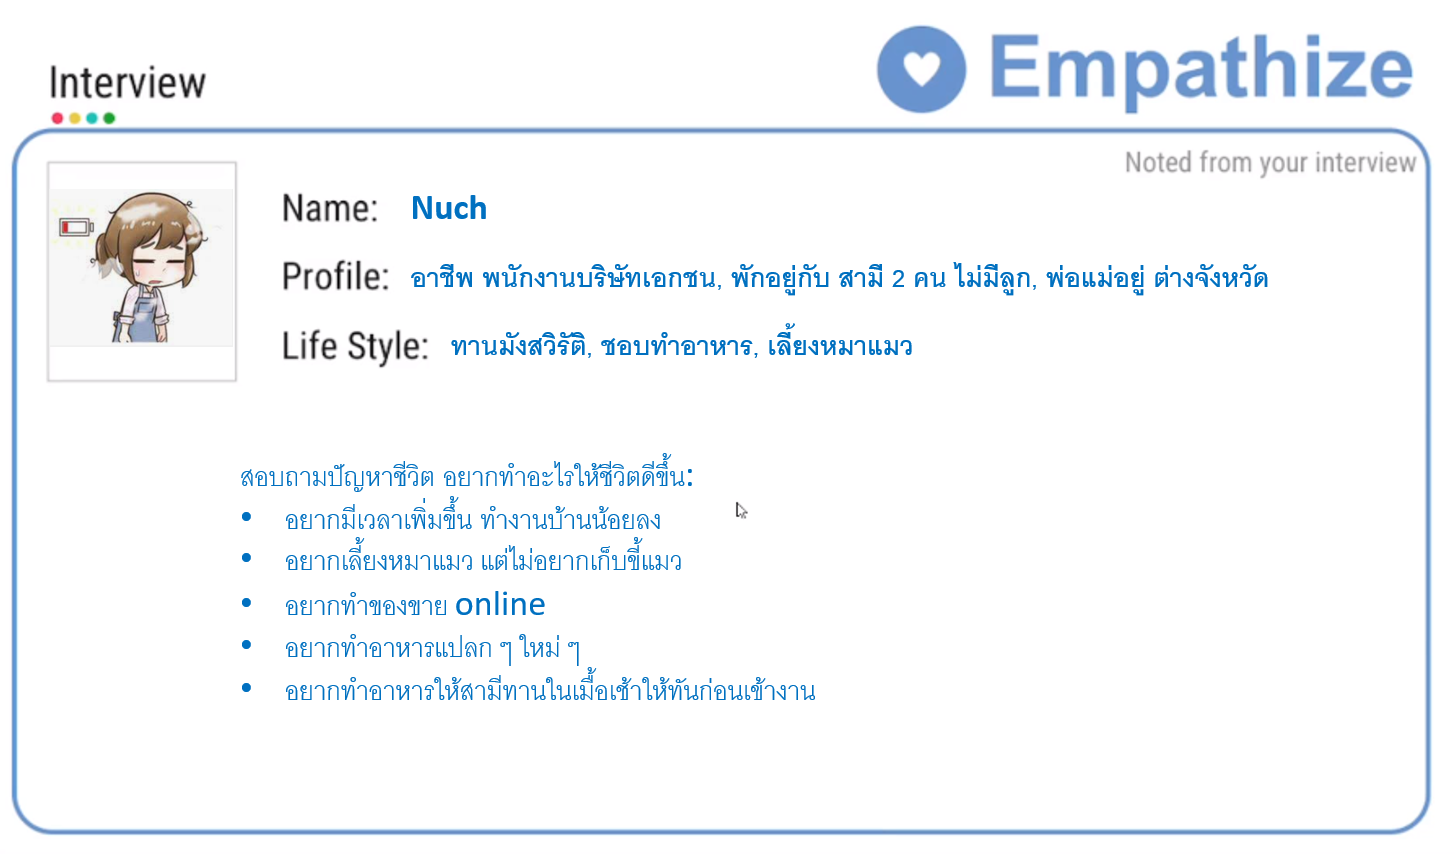 Interview
Empathize
Noted from your interview
Name: Nuch
Profile: อาชีพ พนักงานบริษัทเอกชน, พักอยู่กับ สามี 2 คน ไม่มีลูก, พ่อแม่อยู่ ต่างจังหวัด
Life Style: ทานมังสวิรัติ, ชอบทำอาหาร, เลี้ยงหมาแมว
สอบถามปัญหาชีวิต อยากทำอะไรให้ชีวิตดีขึ้น:
• อยากมีเวลาเพิ่มขึ้น ทำงานบ้านน้อยลง
• อยากเลี้ยงหมาแมว แต่ไม่อยากเก็บขี้แมว
• อยากทำของขาย online
• อยากทำอาหารแปลก ๆ ใหม่ ๆ
• อยากทำอาหารให้สามีทานในเมื้อเช้าให้ทันก่อนเข้างาน